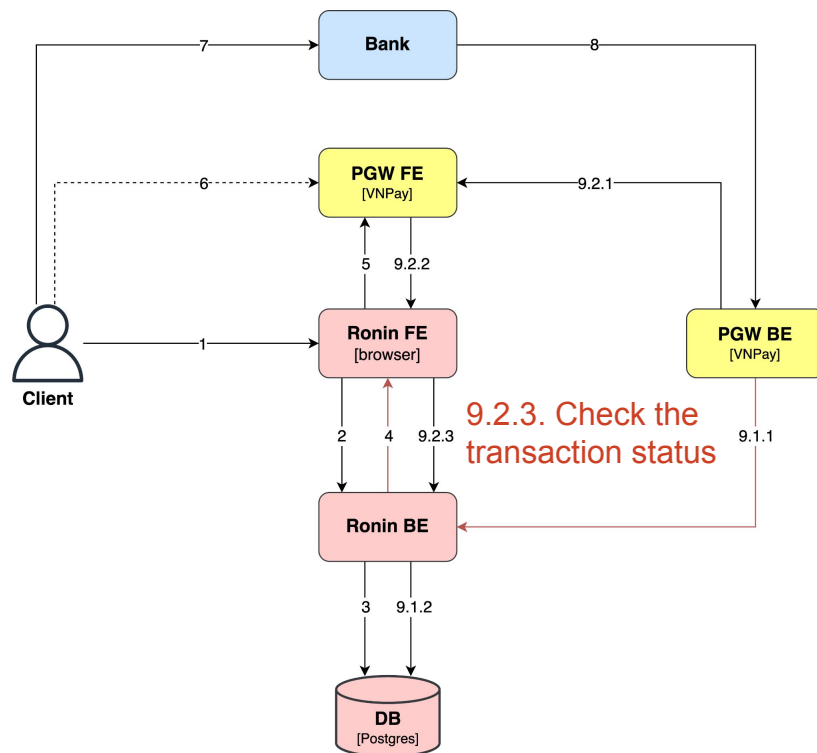 7
Bank
8
6
PGW FE
[VNPay]
9.2.1
5
9.2.2
1
Ronin FE
[browser]
PGW BE
[VNPay]
Client
2
4
9.2.3
9.2.3. Check the
transaction status
9.1.1
Ronin BE
3
9.1.2
DB
[Postgres]